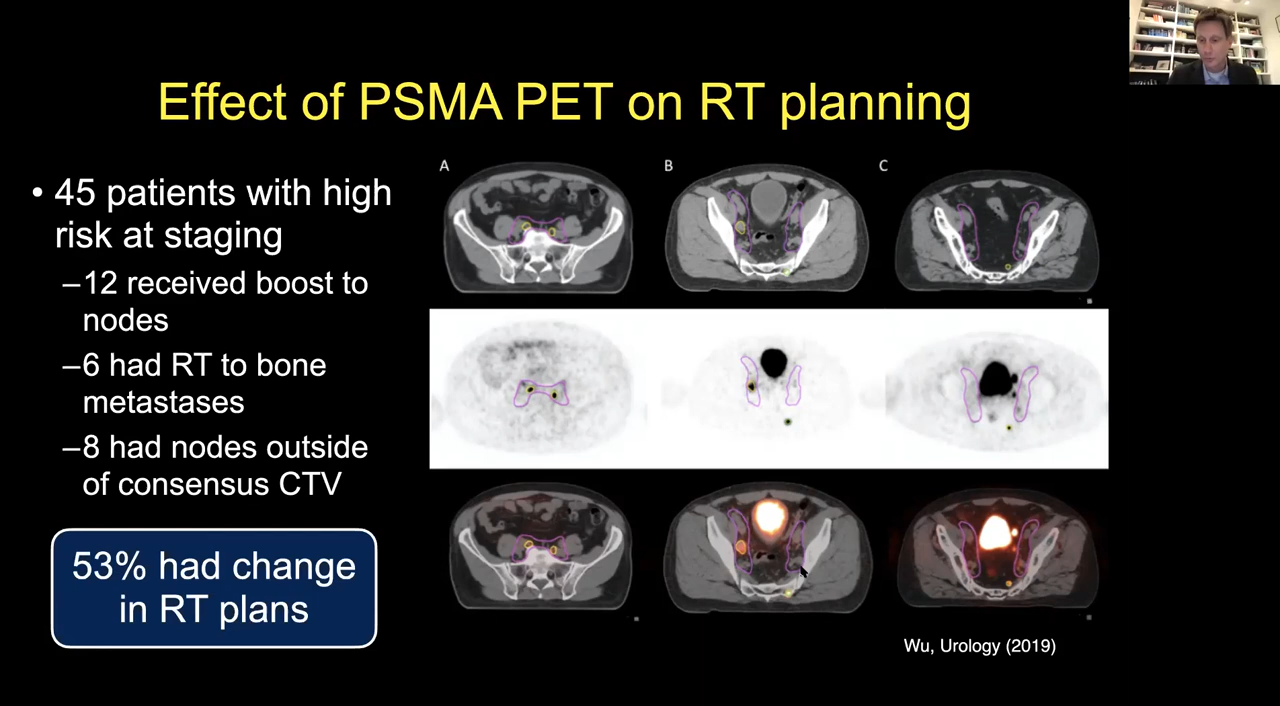 Effect of PSMA PET on RT planning
• 45 patients with high
risk at staging
–12 received boost to
nodes
–6 had RT to bone
metastases
–8 had nodes outside
of consensus CTV
53% had change
in RT plans
A
B
C
Wu, Urology (2019)